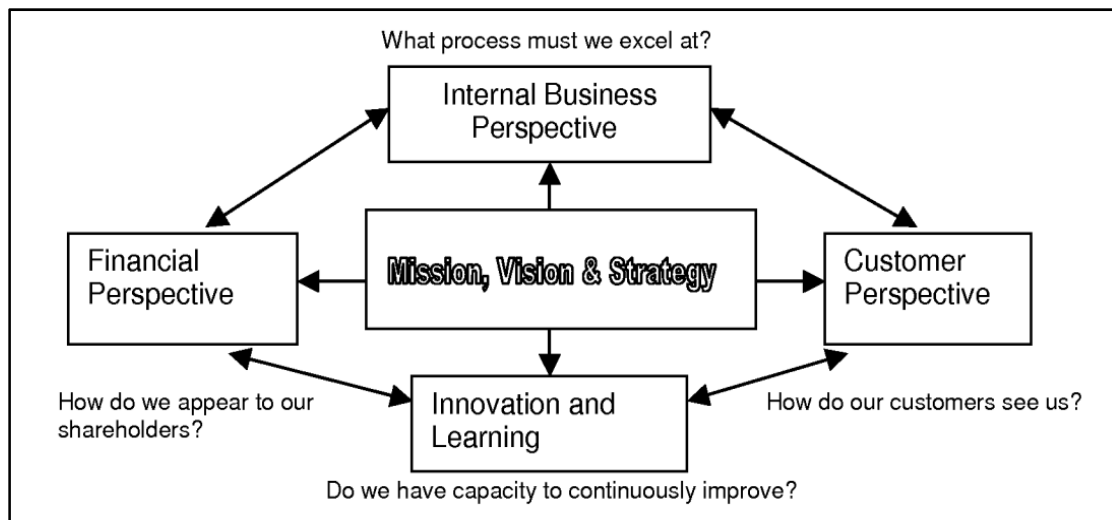 What process must we excel at?
Internal Business
Perspective
Financial
Perspective
Mission, Vision & Strategy
Customer
Perspective
How do we appear to our
shareholders?
Innovation and
Learning
How do our customers see us?
Do we have capacity to continuously improve?